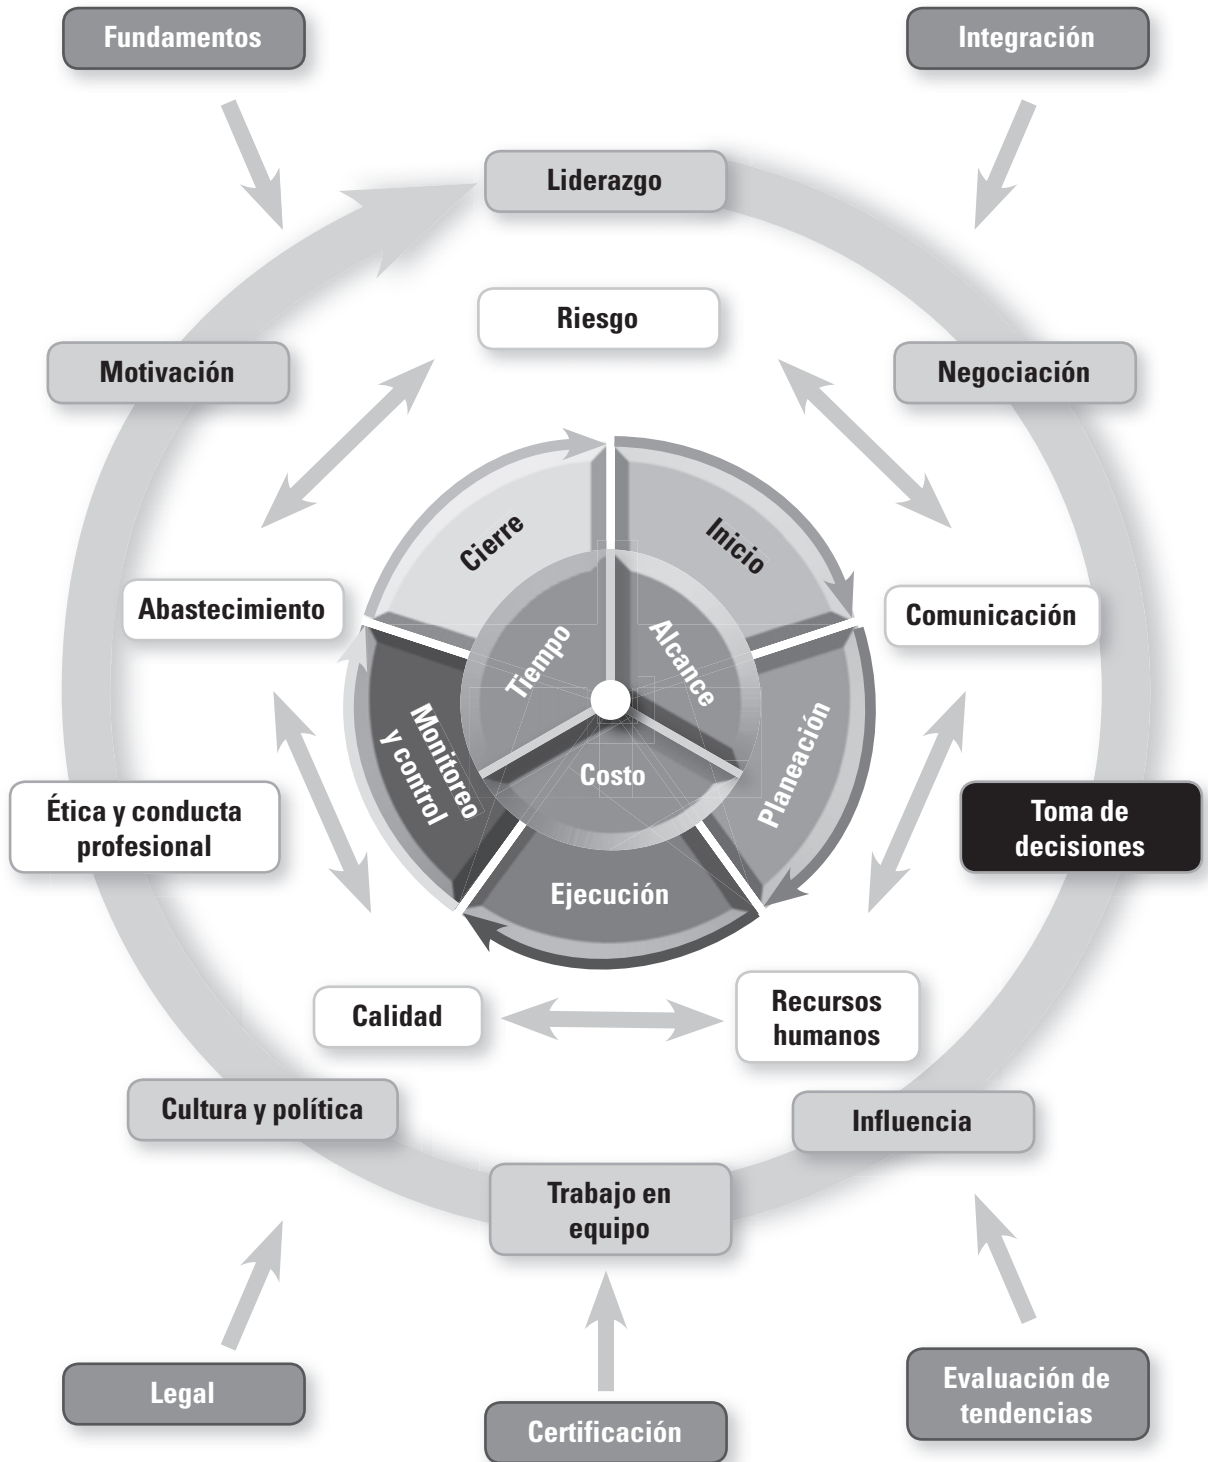 Fundamentos
Integración
Liderazgo
Riesgo
Motivación
Negociación
Cierre
Inicio
Abastecimiento
Comunicación
Tiempo
Alcance
Monitoreo
y control
Costo
Planeación
Ética y conducta
profesional
Toma de
decisiones
Ejecución
Calidad
Recursos
humanos
Cultura y política
Influencia
Trabajo en
equipo
Legal
Certificación
Evaluación de
tendencias